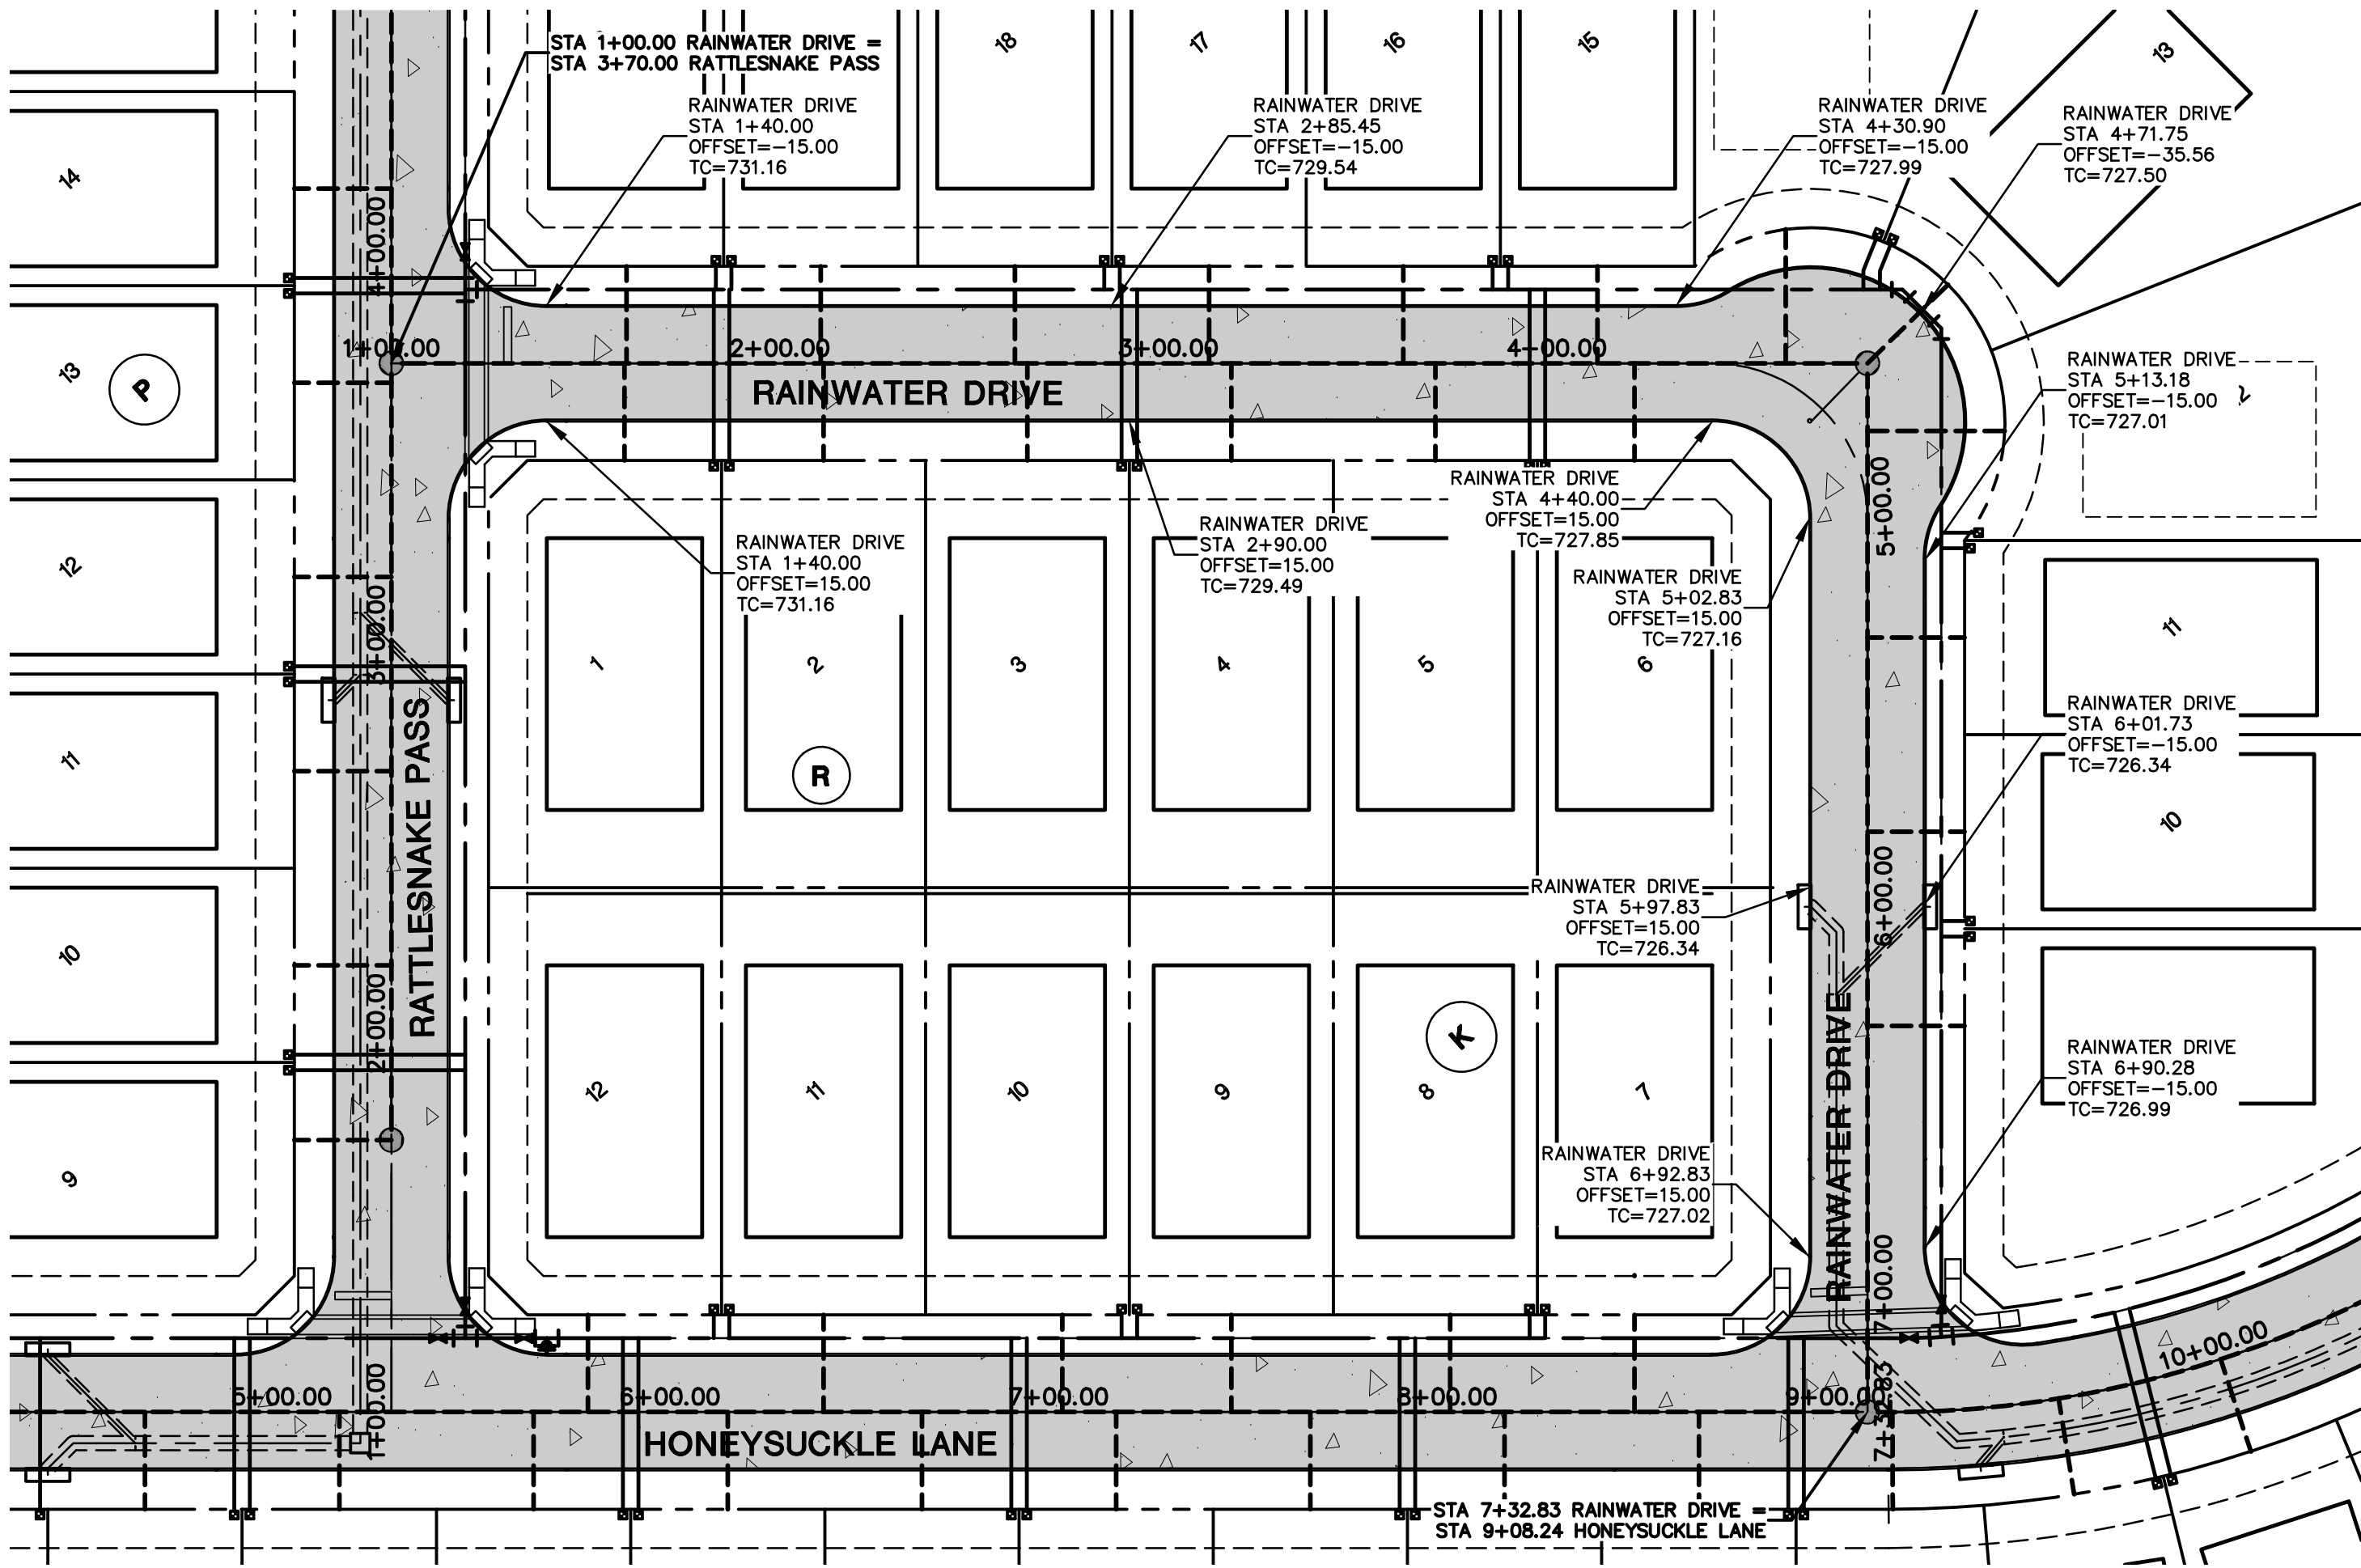 STA 1+00.00 RAINWATER DRIVE =
STA 3+70.00 RATTLESNAKE PASS
RAINWATER DRIVE
STA 1+40.00
OFFSET=-15.00
TC=731.16
RAINWATER DRIVE
STA 2+85.45
OFFSET=-15.00
TC=729.54
RAINWATER DRIVE
STA 4+30.90
OFFSET=-15.00
TC=727.99
RAINWATER DRIVE
STA 4+71.75
OFFSET=-35.56
TC=727.50
18
17
16
15
13
14
13
P
12
11
10
9
4+00.00
3+00.00
2+00.00
1+00.00
RATTLESNAKE PASS
1+00.00
2+00.00
3+00.00
4+00.00
RAINWATER DRIVE
RAINWATER DRIVE
STA 5+13.18
OFFSET=-15.00
TC=727.01
RAINWATER DRIVE
STA 4+40.00
OFFSET=15.00
TC=727.85
RAINWATER DRIVE
STA 2+90.00
OFFSET=15.00
TC=729.49
RAINWATER DRIVE
STA 1+40.00
OFFSET=15.00
TC=731.16
RAINWATER DRIVE
STA 5+02.83
OFFSET=15.00
TC=727.16
1
2
3
4
5
6
R
11
10
RAINWATER DRIVE
STA 6+01.73
OFFSET=-15.00
TC=726.34
RAINWATER DRIVE
STA 5+97.83
OFFSET=15.00
TC=726.34
5+00.00
6+00.00
7+00.00
7+32.83
RAINWATER DRIVE
K
12
11
10
9
8
7
RAINWATER DRIVE
STA 6+90.28
OFFSET=-15.00
TC=726.99
RAINWATER DRIVE
STA 6+92.83
OFFSET=15.00
TC=727.02
5+00.00
6+00.00
7+00.00
8+00.00
9+00.00
10+00.00
HONEYSUCKLE LANE
STA 7+32.83 RAINWATER DRIVE =
STA 9+08.24 HONEYSUCKLE LANE